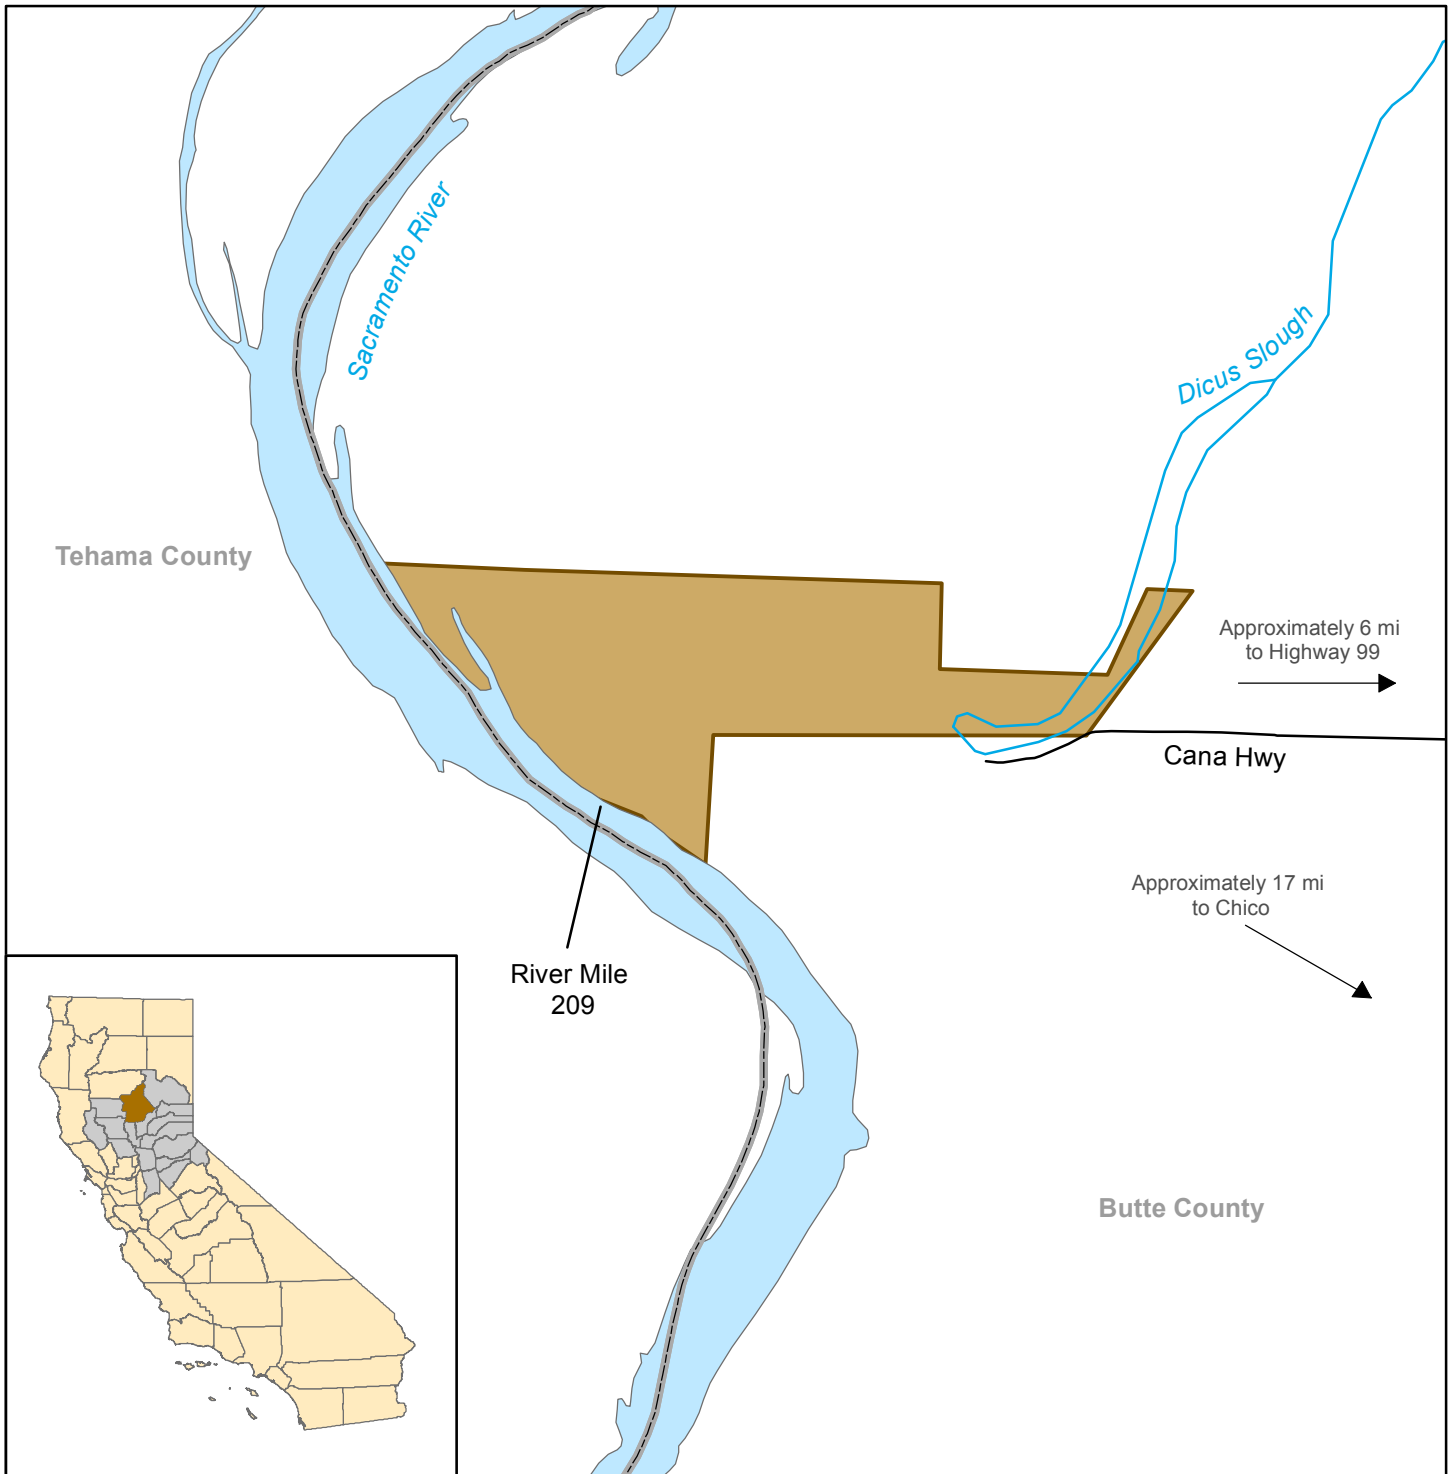 Sacramento River
Dicus Slough
Tehama County
Approximately 6 mi
to Highway 99
Cana Hwy
Approximately 17 mi
to Chico
River Mile
209
Butte County